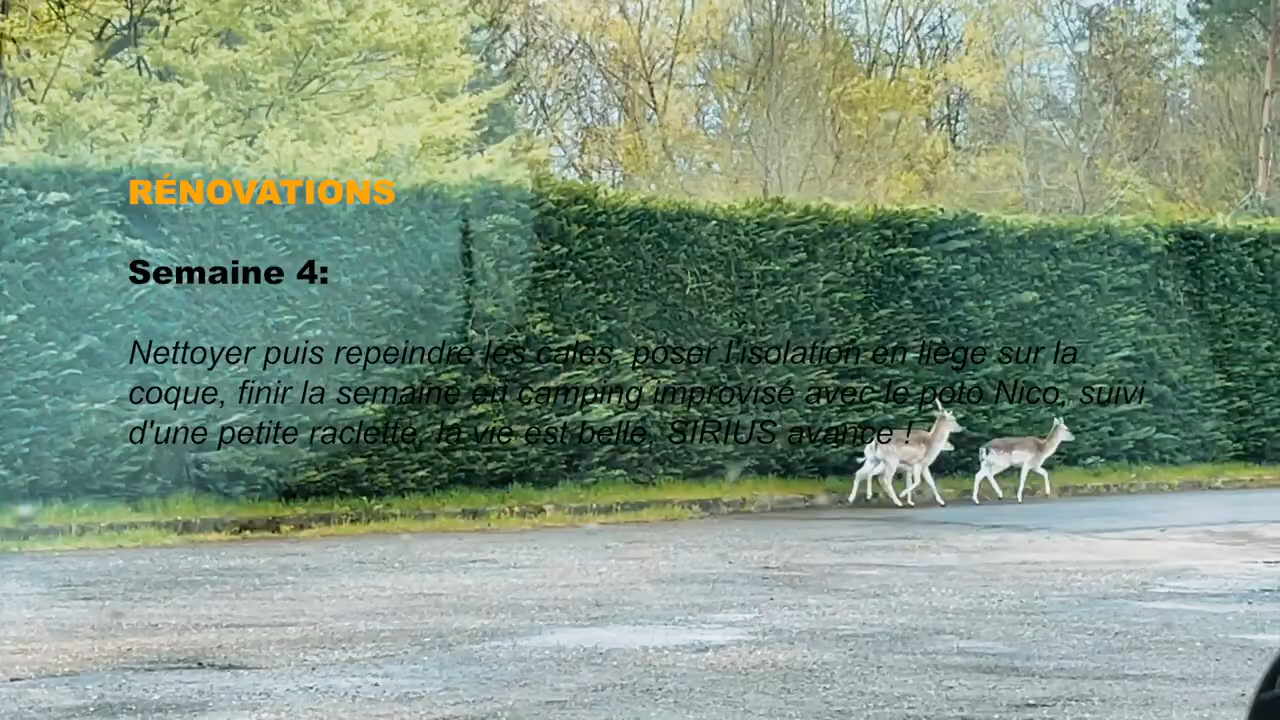 RÉNOVATIONS
Semaine 4:
Nettoyer puis repeindre les cales, poser l'isolation en liège sur la
coque, finir la semaine en camping improvisé avec le poto Nico, suivi
d'une petite raclette, la vie est belle, SIRIUS avance !